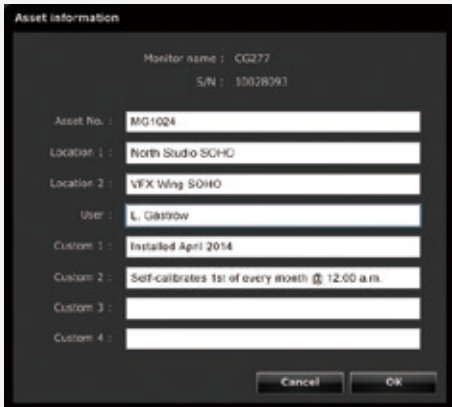 Asset information
Monitor name : CG277
S/N : 10028093
Asset No. : MG1024
Location 1 : North Studio SOHO
Location 2 : VFX Wing SOHO
User : L. Gastrow
Custom 1 : Installed April 2014
Custom 2 : Self-calibrates 1st of every month @ 12:00 a.m.
Custom 3 :
Custom 4 :
Cancel OK